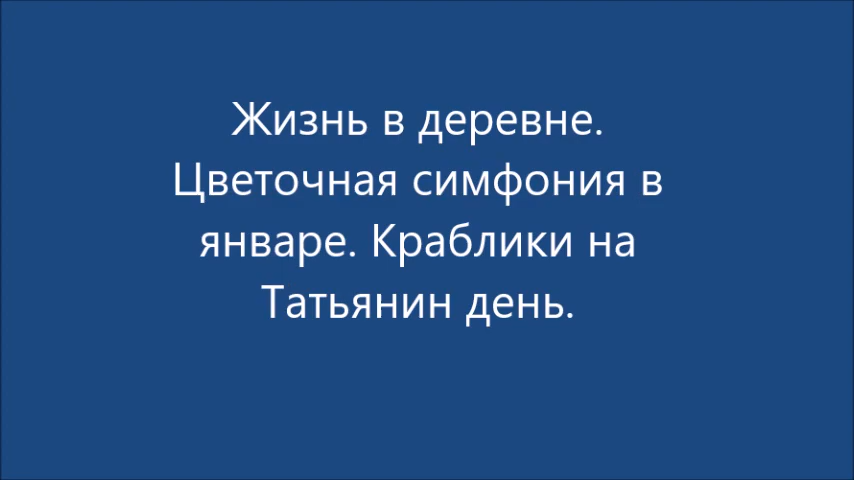 Жизнь в деревне.
Цветочная симфония в
январе. Краблики на
Татьянин день.